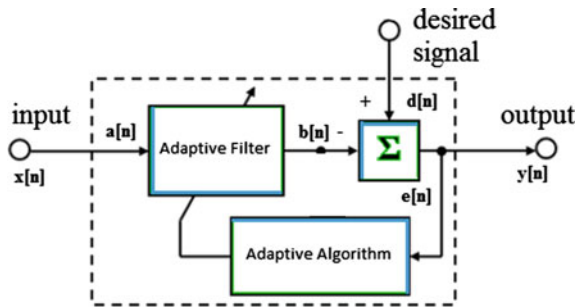 desired
signal
+
d[n]
input
output
a[n]
Adaptive Filter
b[n]
-
Σ
x[n]
e[n]
y[n]
Adaptive Algorithm